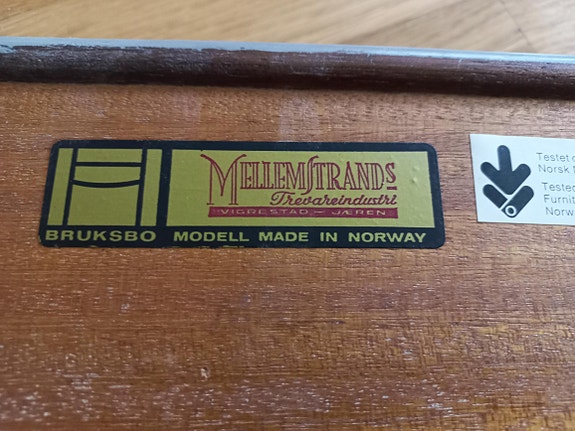 MELLEMSTRANDS
Trevareindustri
VIGRESTAD — JÆREN
BRUKSBO MODELL MADE IN NORWAY
Testet
Norsk
Tested
Furnit
Norw